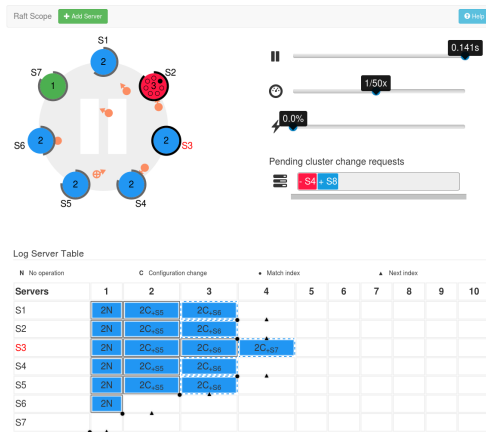 Raft Scope + Add Server Help
0.141s
1/50x
0.0%
S1
2
S7
1
S2
3
S6
2
2
S3
2
S5
2
S4
Pending cluster change requests
- S4 + S8
Log Server Table
N No operation C Configuration change • Match index ▲ Next index
Servers 1 2 3 4 5 6 7 8 9 10
S1 2N 2C+S5 2C+S6
S2 2N 2C+S5 2C+S6
S3 2N 2C+S5 2C+S6 2C+S7
S4 2N 2C+S5 2C+S6
S5 2N 2C+S5 2C+S6
S6 2N
S7